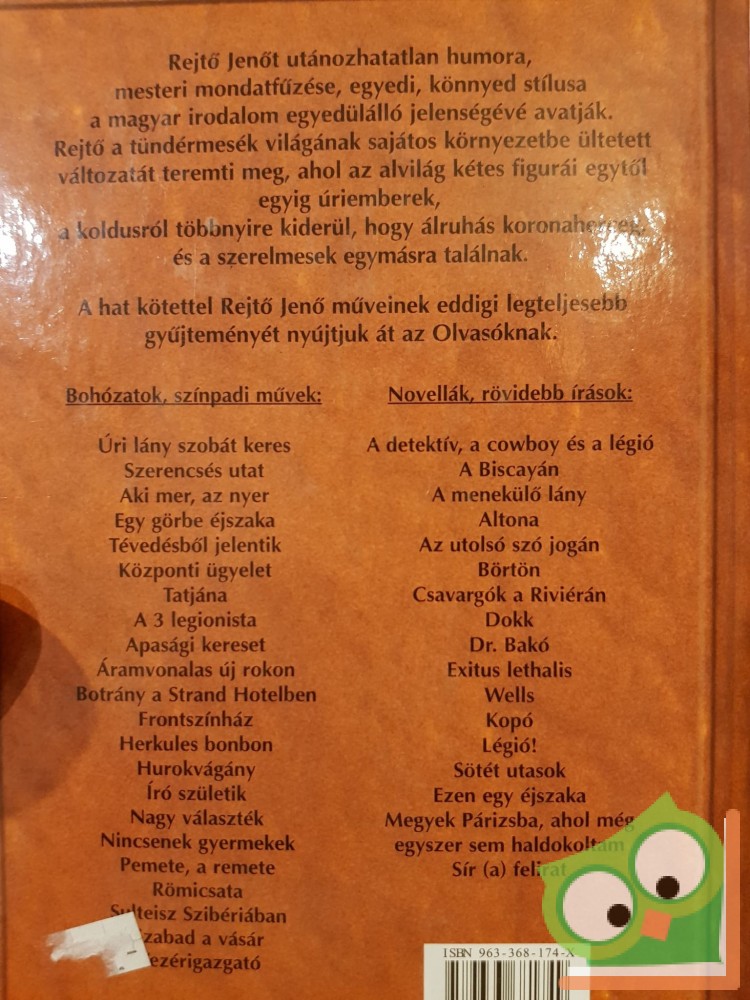 Rejtő Jenőt utánozhatatlan humora,
mesteri mondatfűzése, egyedi, könnyed stílusa
a magyar irodalom egyedülálló jelenségévé avatják.
Rejtő a tündérmesék világának sajátos környezetbe ültetett
változatát teremti meg, ahol az alvilág kétes figurái egytől
egyig úriemberek,
a koldusról többnyire kiderül, hogy álruhás koronaherceg,
és a szerelmesek egymásra találnak.
A hat kötettel Rejtő Jenő műveinek eddigi legteljesebb
gyűjteményét nyújtjuk át az Olvasóknak.
Bohózatok, színpadi művek:
Úri lány szobát keres
Szerencsés utat
Aki mer, az nyer
Egy görbe éjszaka
Tévedésből jelentik
Központi ügyelet
Tatjána
A 3 legionista
Apasági kereset
Áramvonalas új rokon
Botrány a Strand Hotelben
Frontszínház
Herkules bonbon
Hurokvágány
Író születik
Nagy választék
Nincsenek gyermekek
Pemete, a remete
Römicsata
Sulteisz Szibériában
Szabad a vásár
Vezérigazgató
Novellák, rövidebb írások:
A detektív, a cowboy és a légió
A Biscayán
A menekülő lány
Altona
Az utolsó szó jogán
Börtön
Csavargók a Riviérán
Dokk
Dr. Bakó
Exitus lethalis
Wells
Kopó
Légió!
Sötét utasok
Ezen egy éjszaka
Megyek Párizsba, ahol még
egyszer sem haldokoltam
Sír (a) felirat
ISBN 963-368-174-X